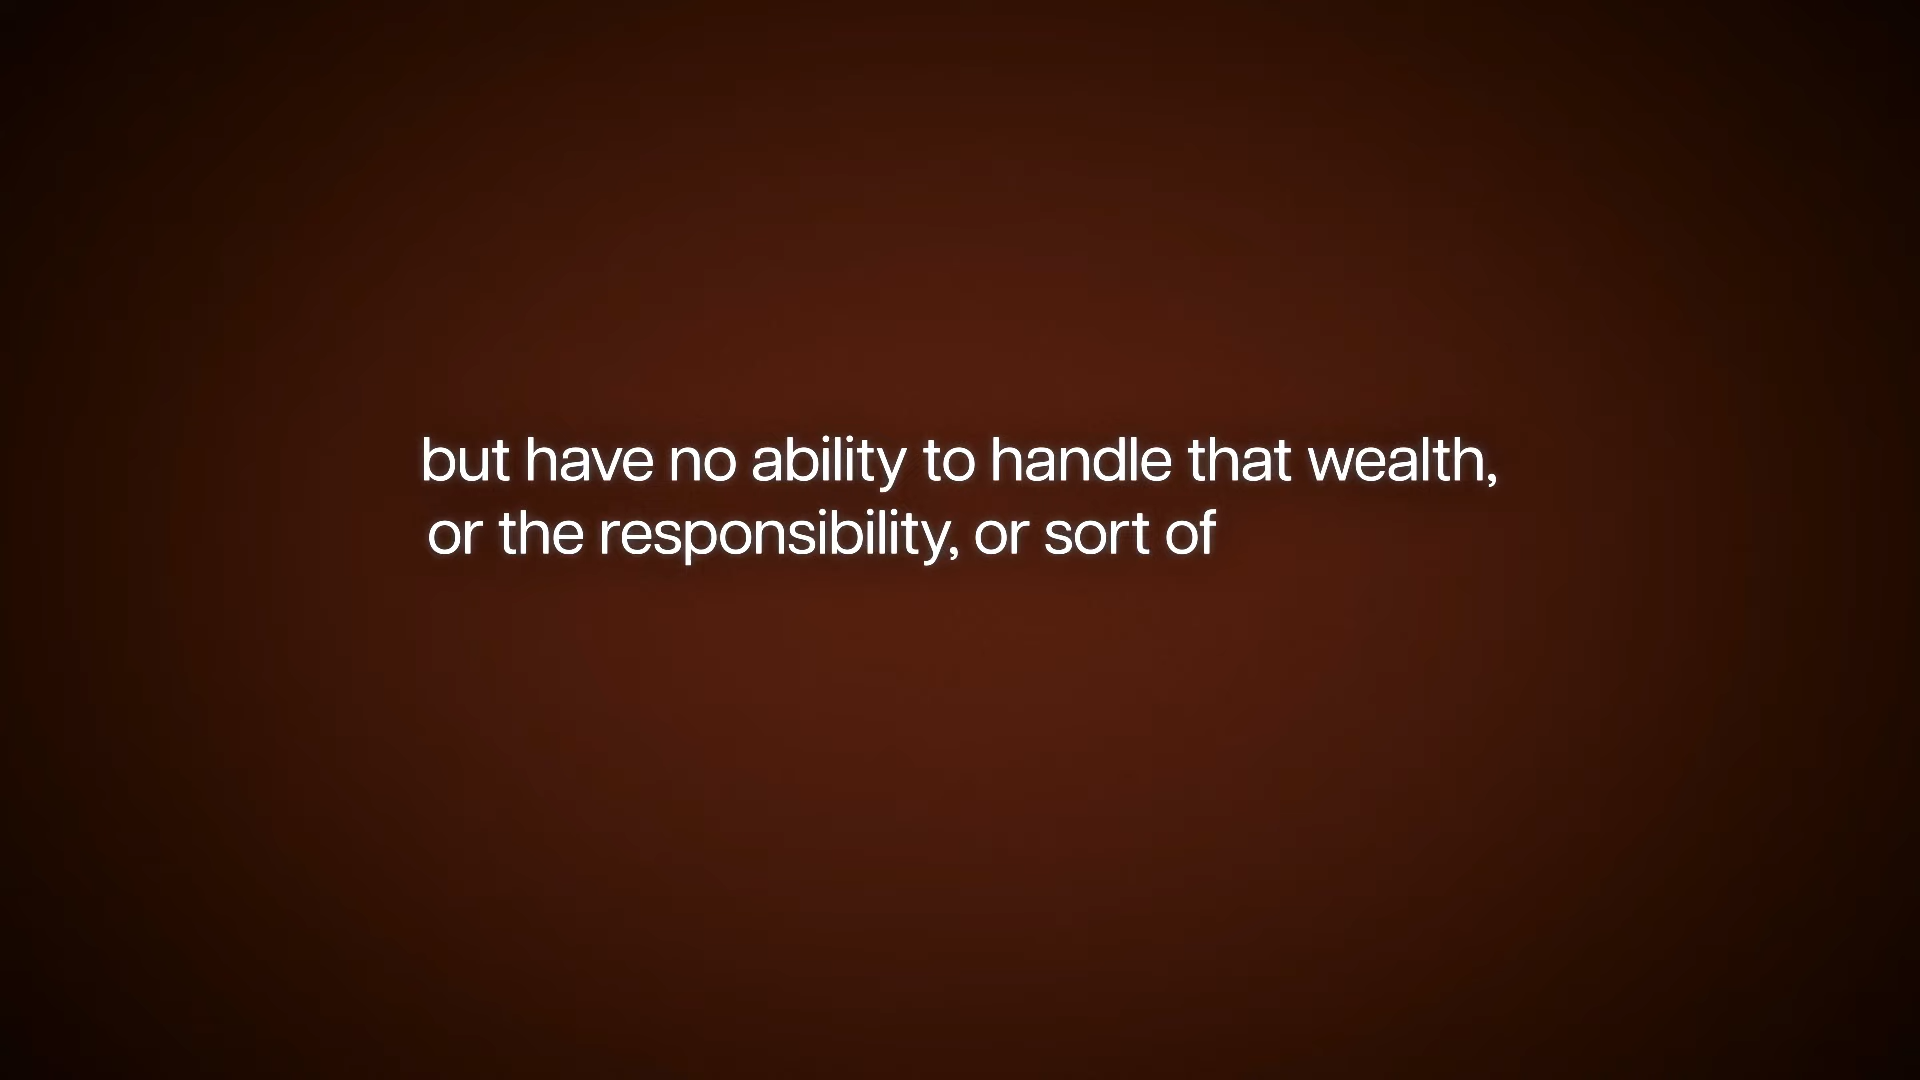 but have no ability to handle that wealth,
or the responsibility, or sort of